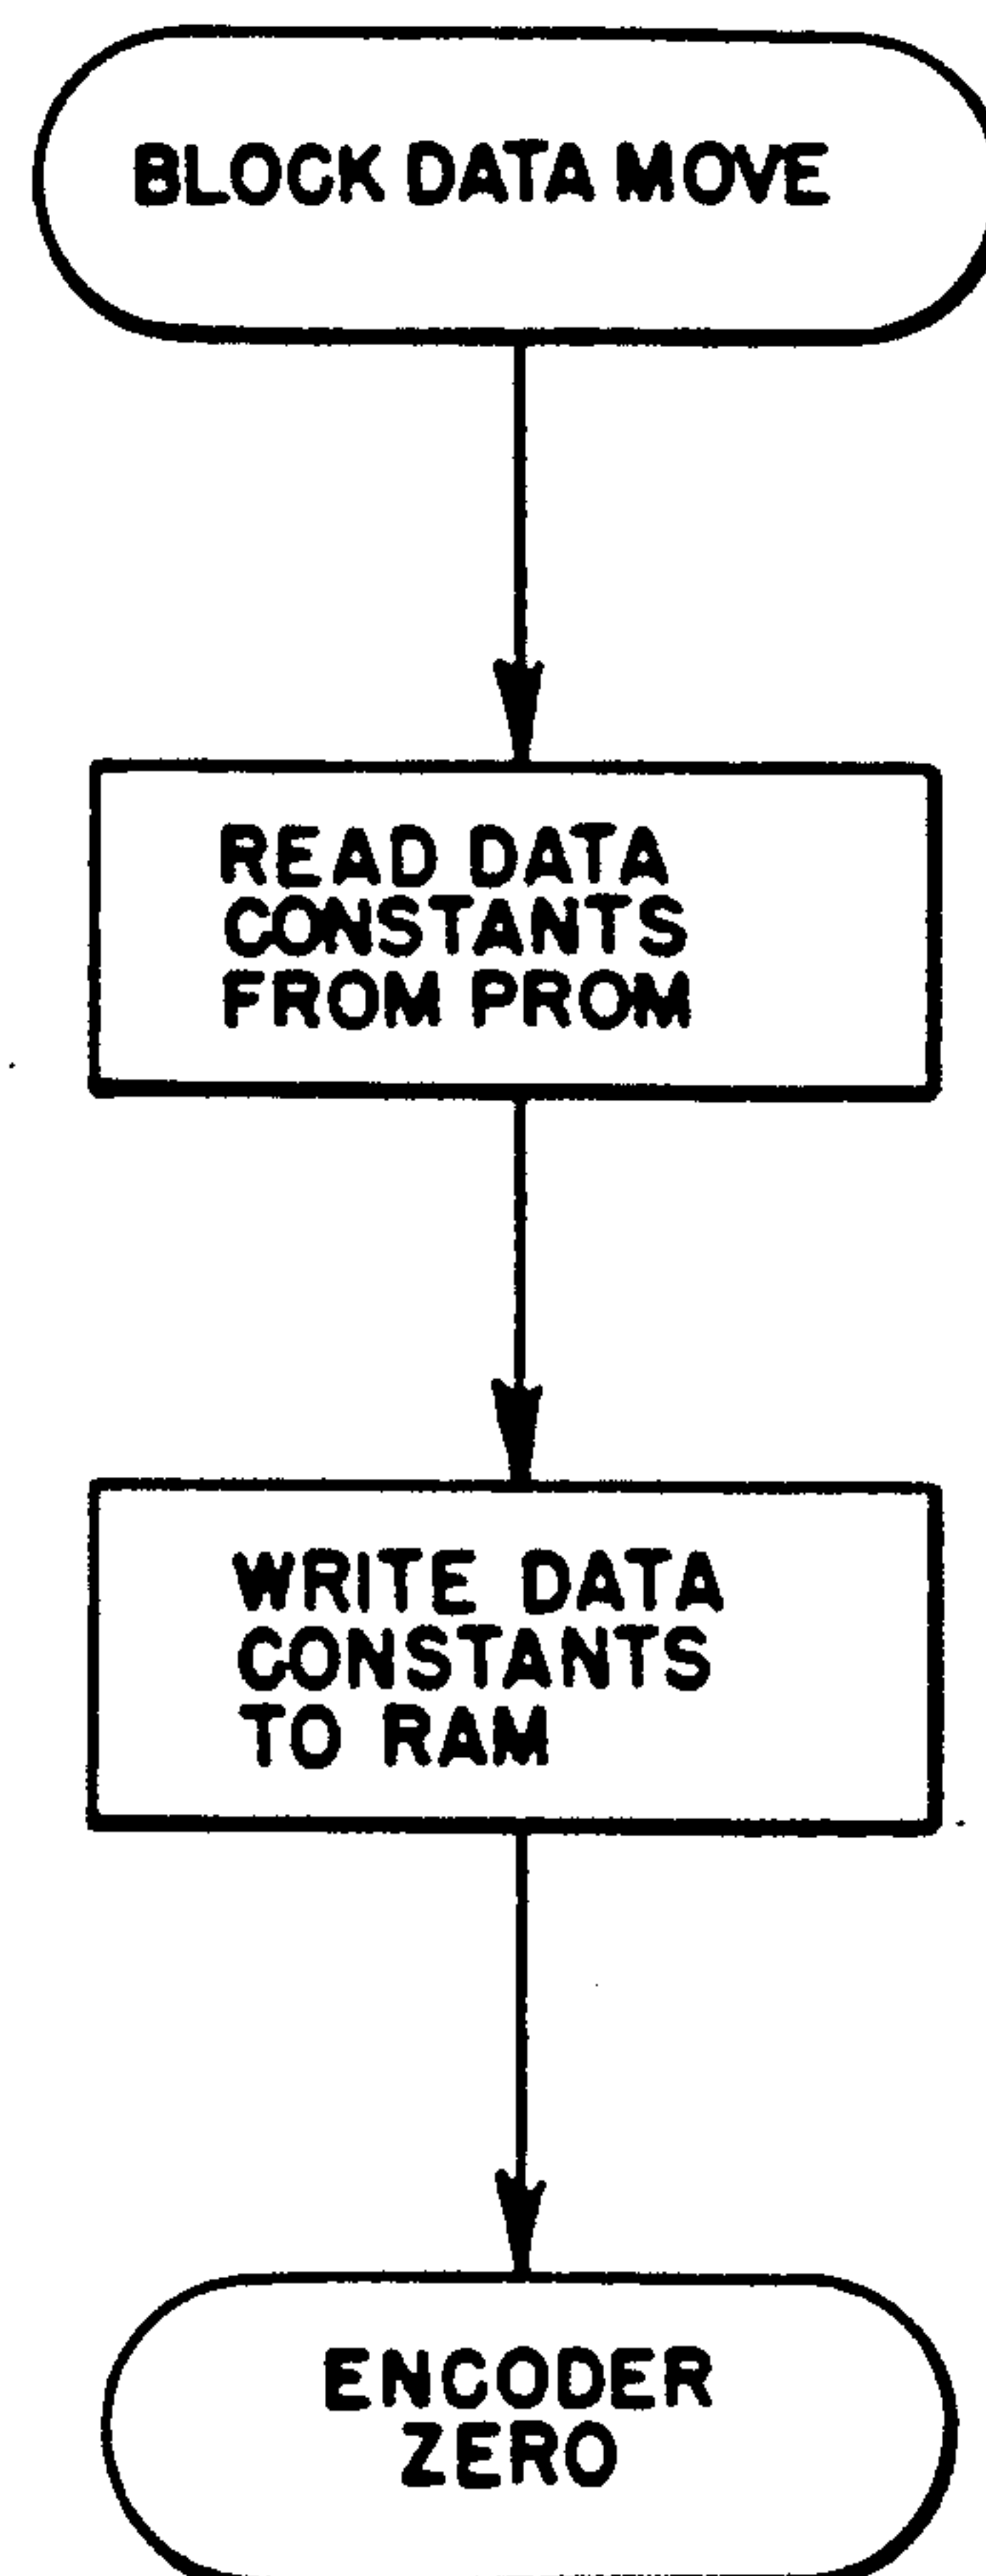 BLOCK DATA MOVE
READ DATA
CONSTANTS
FROM PROM
WRITE DATA
CONSTANTS
TO RAM
ENCODER
ZERO